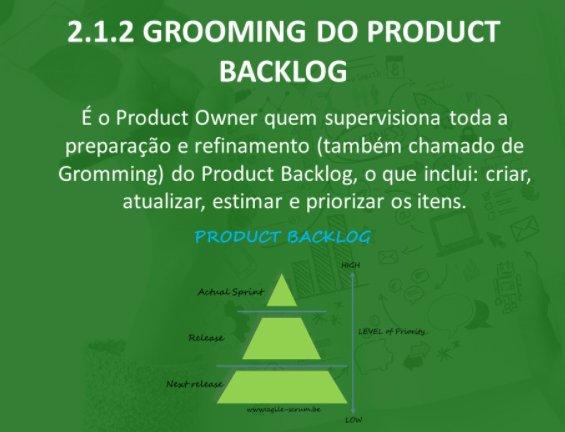 2.1.2 GROOMING DO PRODUCT
BACKLOG
É o Product Owner quem supervisiona toda a
preparação e refinamento (também chamado de
Gromming) do Product Backlog, o que inclui: criar,
atualizar, estimar e priorizar os itens.
PRODUCT BACKLOG
HIGH
Actual Sprint
LEVEL of Priority
Release
Next release
www.agile-scrum.be
LOW